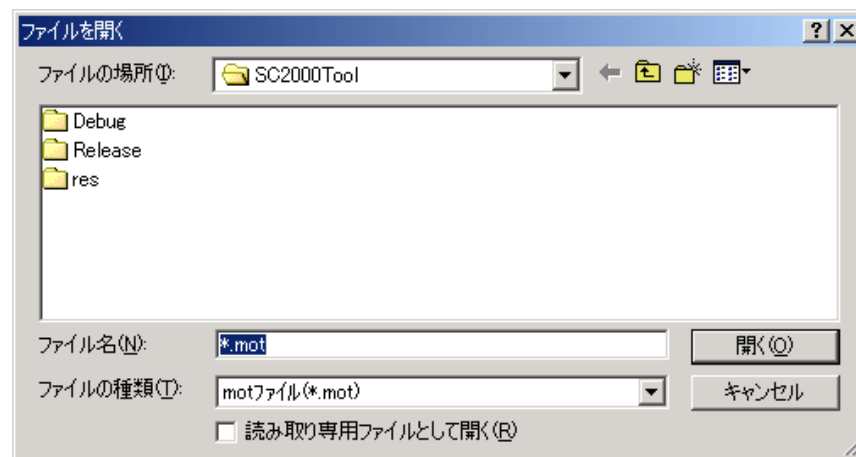 ファイルを開く
ファイルの場所(I): SC2000Tool
Debug
Release
res
ファイル名(N): *.mot 開く(O)
ファイルの種類(T): motファイル(*.mot) キャンセル
読み取り専用ファイルとして開く(R)